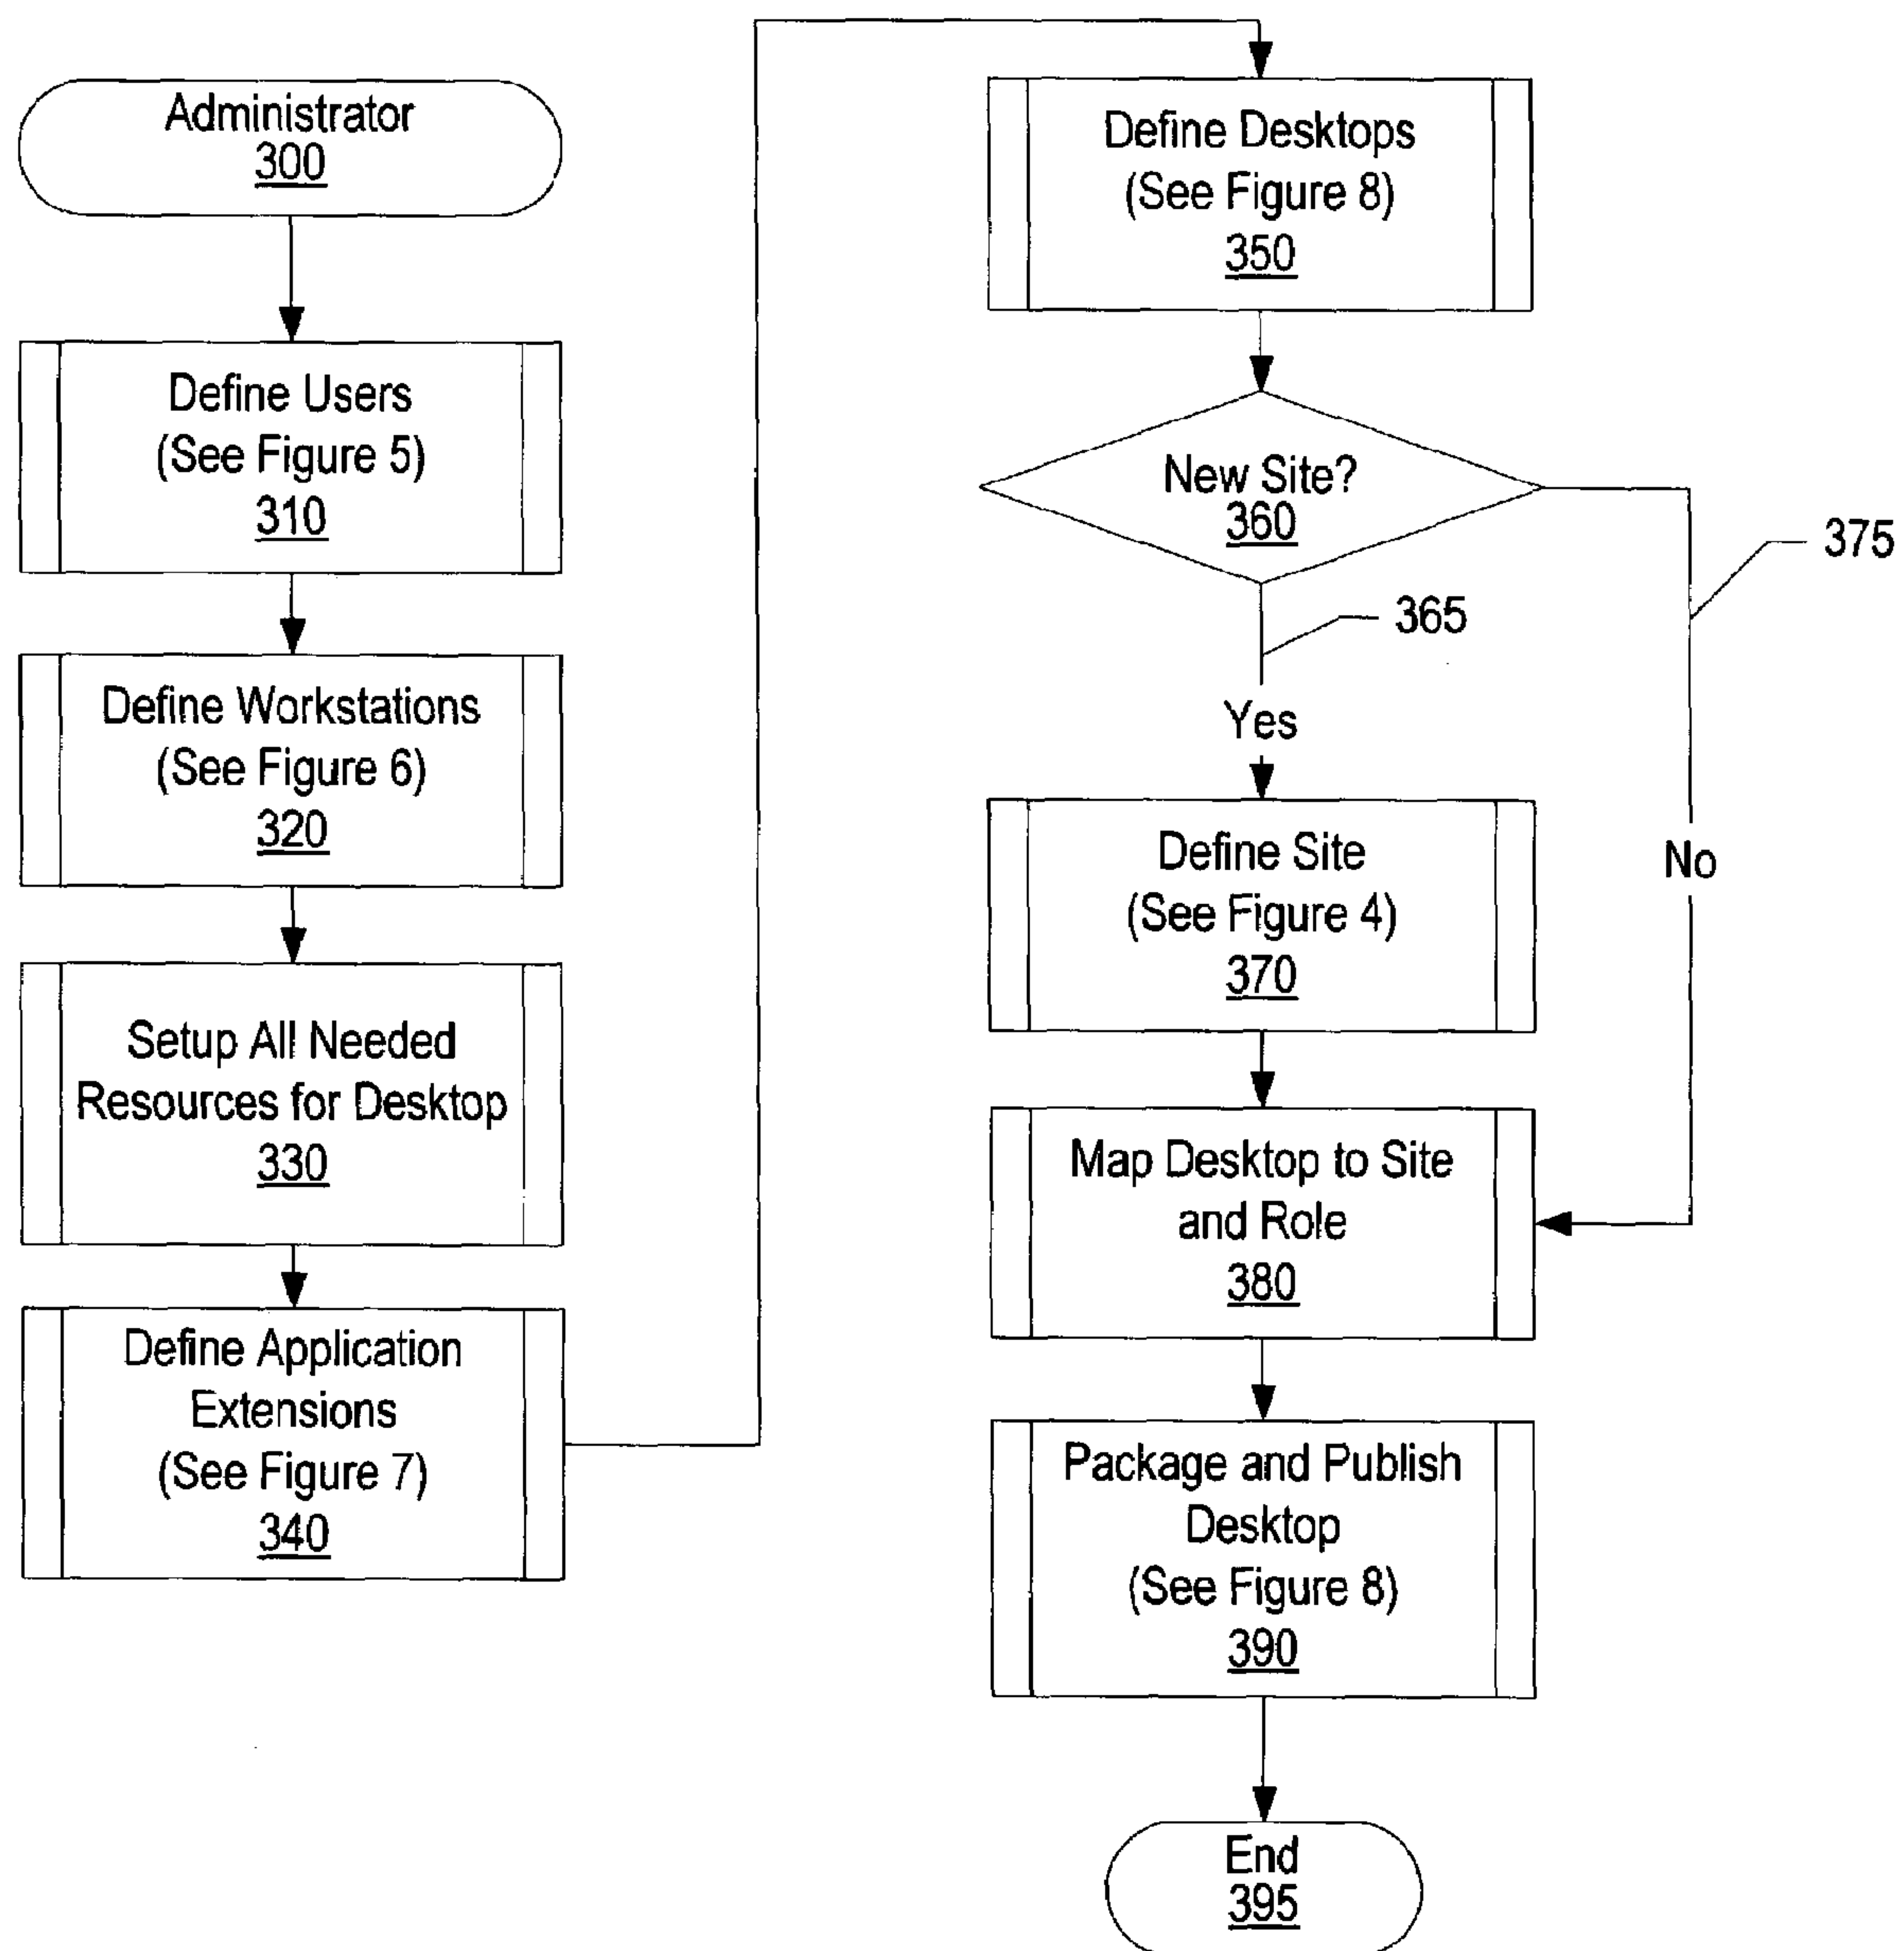 Administrator
300
Define Users
(See Figure 5)
310
Define Workstations
(See Figure 6)
320
Setup All Needed
Resources for Desktop
330
Define Application
Extensions
(See Figure 7)
340
Define Desktops
(See Figure 8)
350
New Site?
360
375
365
Yes
No
Define Site
(See Figure 4)
370
Map Desktop to Site
and Role
380
Package and Publish
Desktop
(See Figure 8)
390
End
395